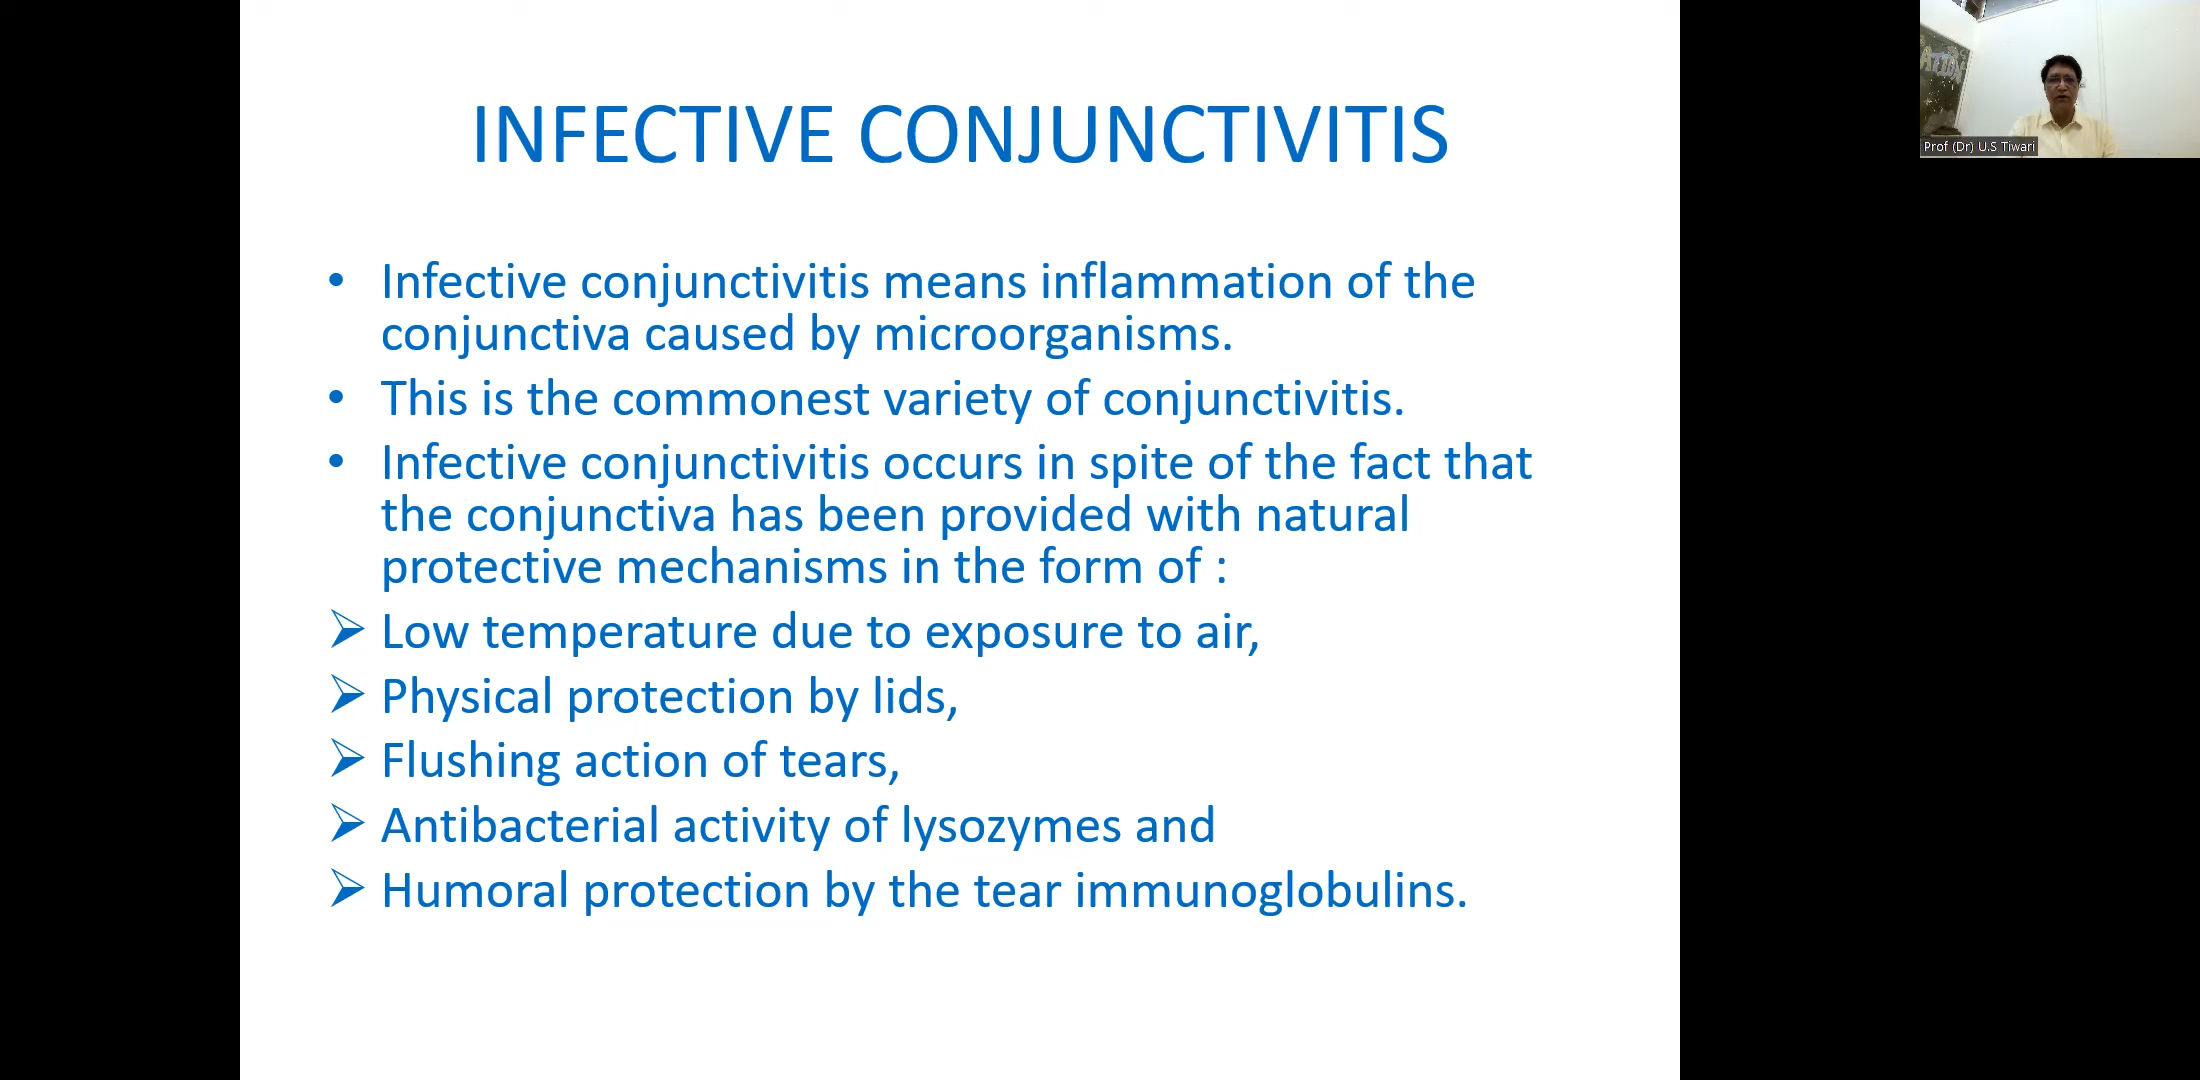 INFECTIVE CONJUNCTIVITIS
Prof (Dr) U.S Tiwari
• Infective conjunctivitis means inflammation of the
conjunctiva caused by microorganisms.
• This is the commonest variety of conjunctivitis.
• Infective conjunctivitis occurs in spite of the fact that
the conjunctiva has been provided with natural
protective mechanisms in the form of :
➢ Low temperature due to exposure to air,
➢ Physical protection by lids,
➢ Flushing action of tears,
➢ Antibacterial activity of lysozymes and
➢ Humoral protection by the tear immunoglobulins.